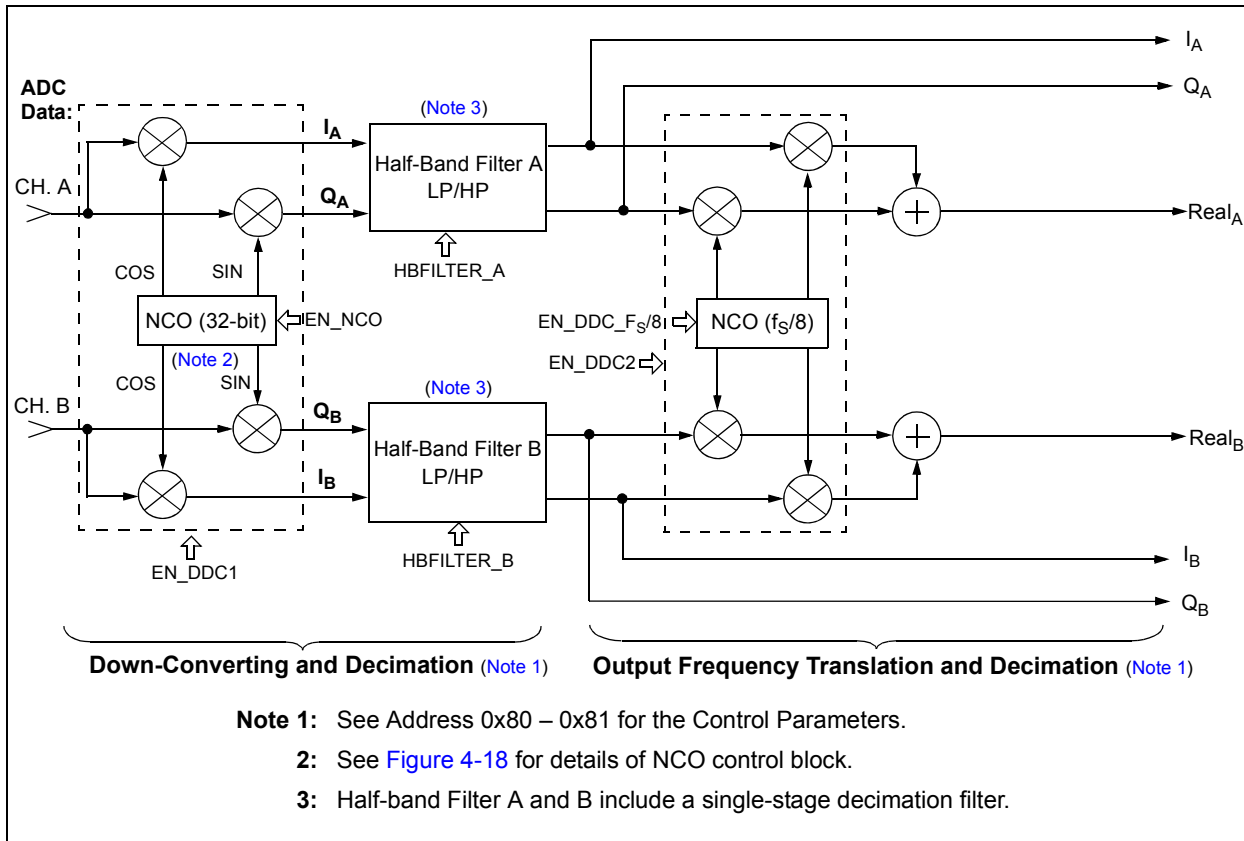 I_A
Q_A
ADC
Data:
(Note 3)
I_A
Half-Band Filter A
LP/HP
CH. A
Q_A
Real_A
HBFILTER_A
COS
SIN
NCO (32-bit)
EN_NCO
EN_DDC_F_S/8
NCO (f_S/8)
(Note 2)
EN_DDC2
COS
SIN
(Note 3)
CH. B
Q_B
Half-Band Filter B
LP/HP
Real_B
I_B
HBFILTER_B
EN_DDC1
I_B
Q_B
Down-Converting and Decimation (Note 1)
Output Frequency Translation and Decimation (Note 1)
Note 1: See Address 0x80 – 0x81 for the Control Parameters.
2: See Figure 4-18 for details of NCO control block.
3: Half-band Filter A and B include a single-stage decimation filter.